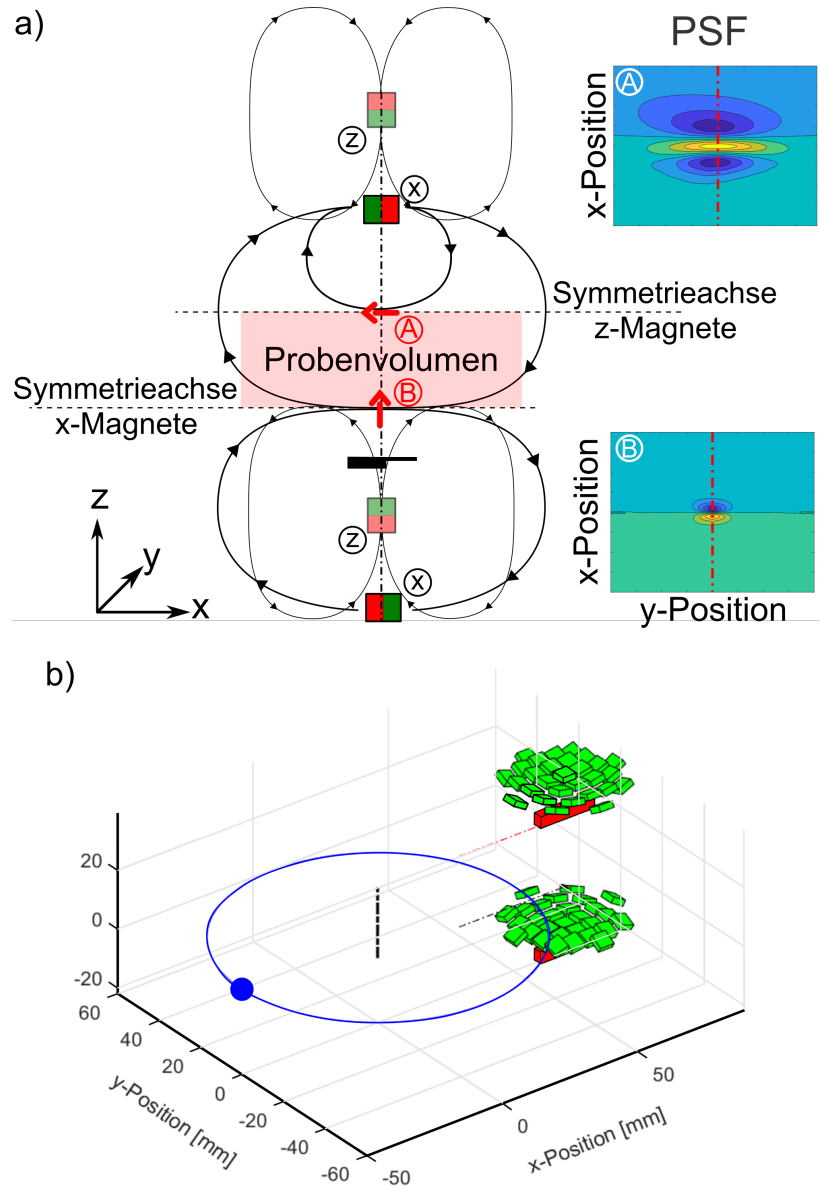 a)
PSF
A
x-Position
z
x
Symmetrieachse
z-Magnete
A
Probenvolumen
Symmetrieachse
x-Magnete
B
B
x-Position
y-Position
z
x
z
y
x
b)
20
0
-20
60
40
20
0
-20
-40
-60
y-Position [mm]
-50
0
50
x-Position [mm]